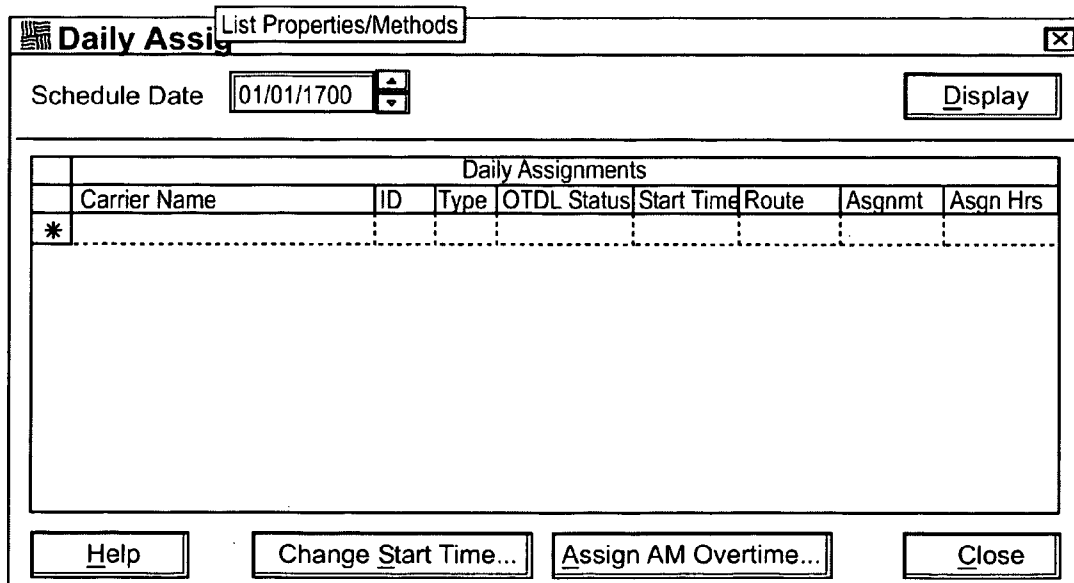 List Properties/Methods
Daily Assig
Schedule Date 01/01/1700 Display
Daily Assignments
Carrier Name ID Type OTDL Status Start Time Route Asgnmt Asgn Hrs
*
Help Change Start Time... Assign AM Overtime... Close